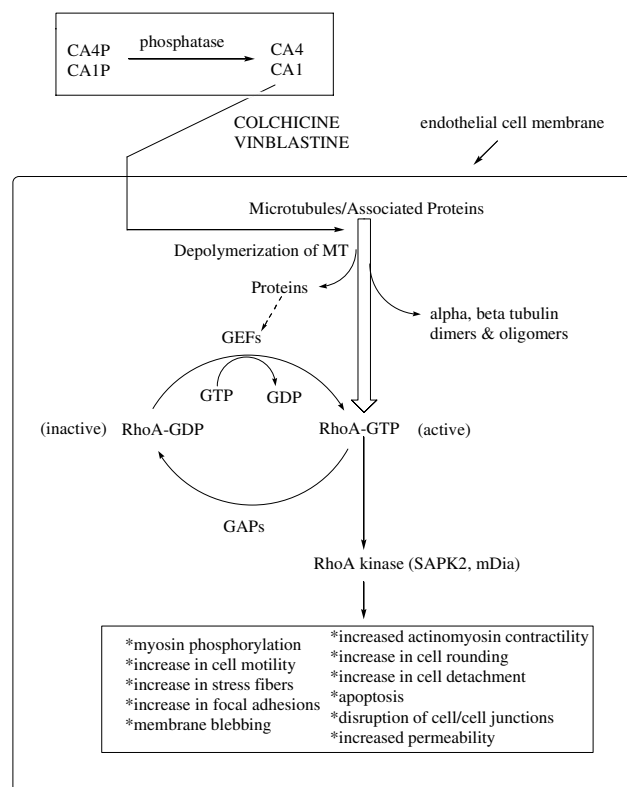 CA4P
CA1P
phosphatase
CA4
CA1
COLCHICINE
VINBLASTINE
endothelial cell membrane
Microtubules/Associated Proteins
Depolymerization of MT
Proteins
alpha, beta tubulin
dimers & oligomers
GEFs
GTP
GDP
(inactive)
RhoA-GDP
RhoA-GTP
(active)
GAPs
RhoA kinase (SAPK2, mDia)
*myosin phosphorylation
*increase in cell motility
*increase in stress fibers
*increase in focal adhesions
*membrane blebbing
*increased actinomyosin contractility
*increase in cell rounding
*increase in cell detachment
*apoptosis
*disruption of cell/cell junctions
*increased permeability